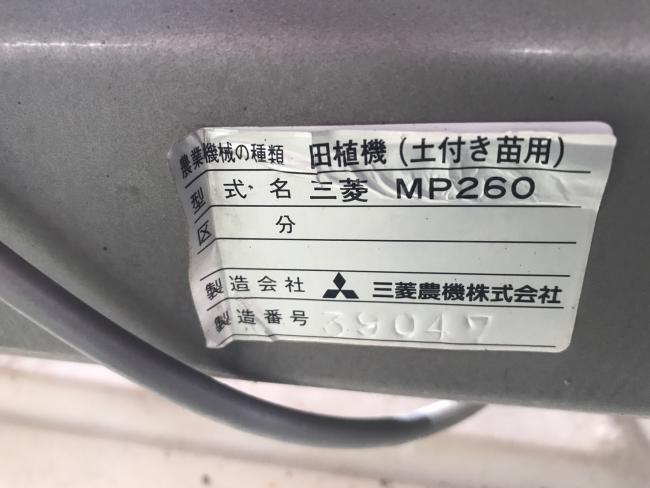 農業機械の種類 田植機(土付き苗用)
型式名 三菱 MP260
区分
製造会社 三菱農機株式会社
製造番号 39047